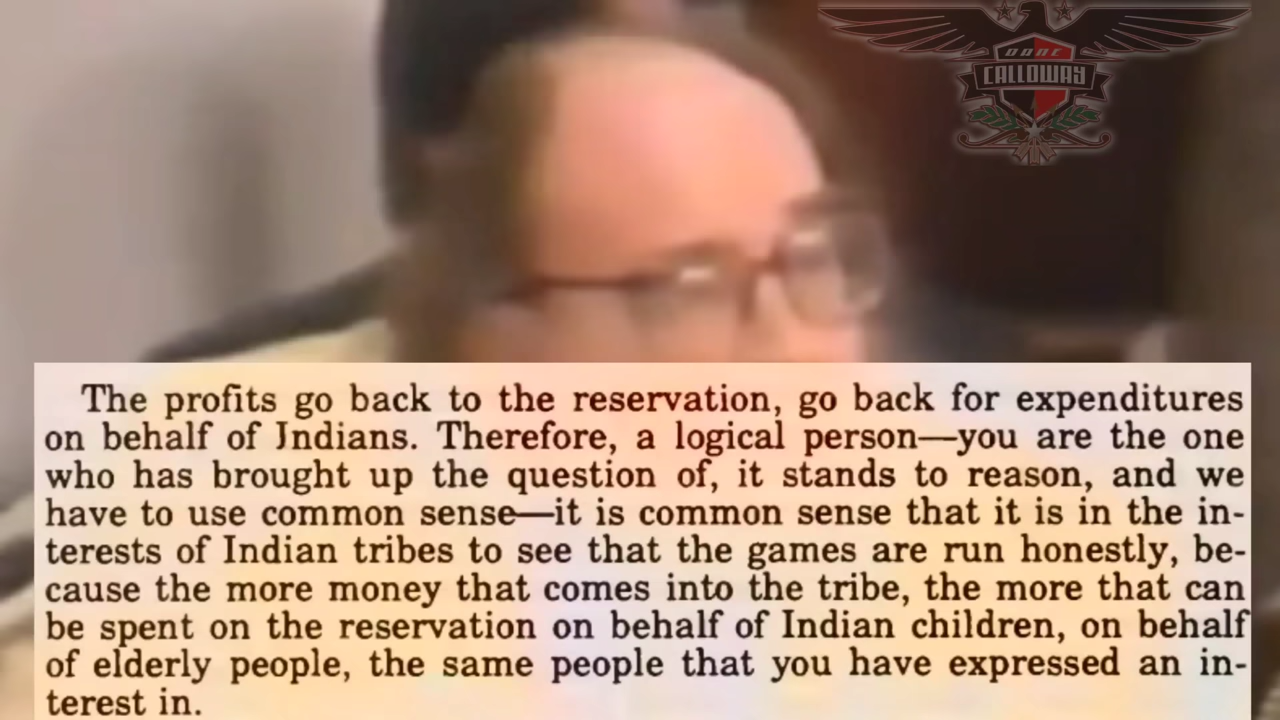 DANE
CALLOWAY
The profits go back to the reservation, go back for expenditures
on behalf of Indians. Therefore, a logical person—you are the one
who has brought up the question of, it stands to reason, and we
have to use common sense—it is common sense that it is in the in-
terests of Indian tribes to see that the games are run honestly, be-
cause the more money that comes into the tribe, the more that can
be spent on the reservation on behalf of Indian children, on behalf
of elderly people, the same people that you have expressed an in-
terest in.